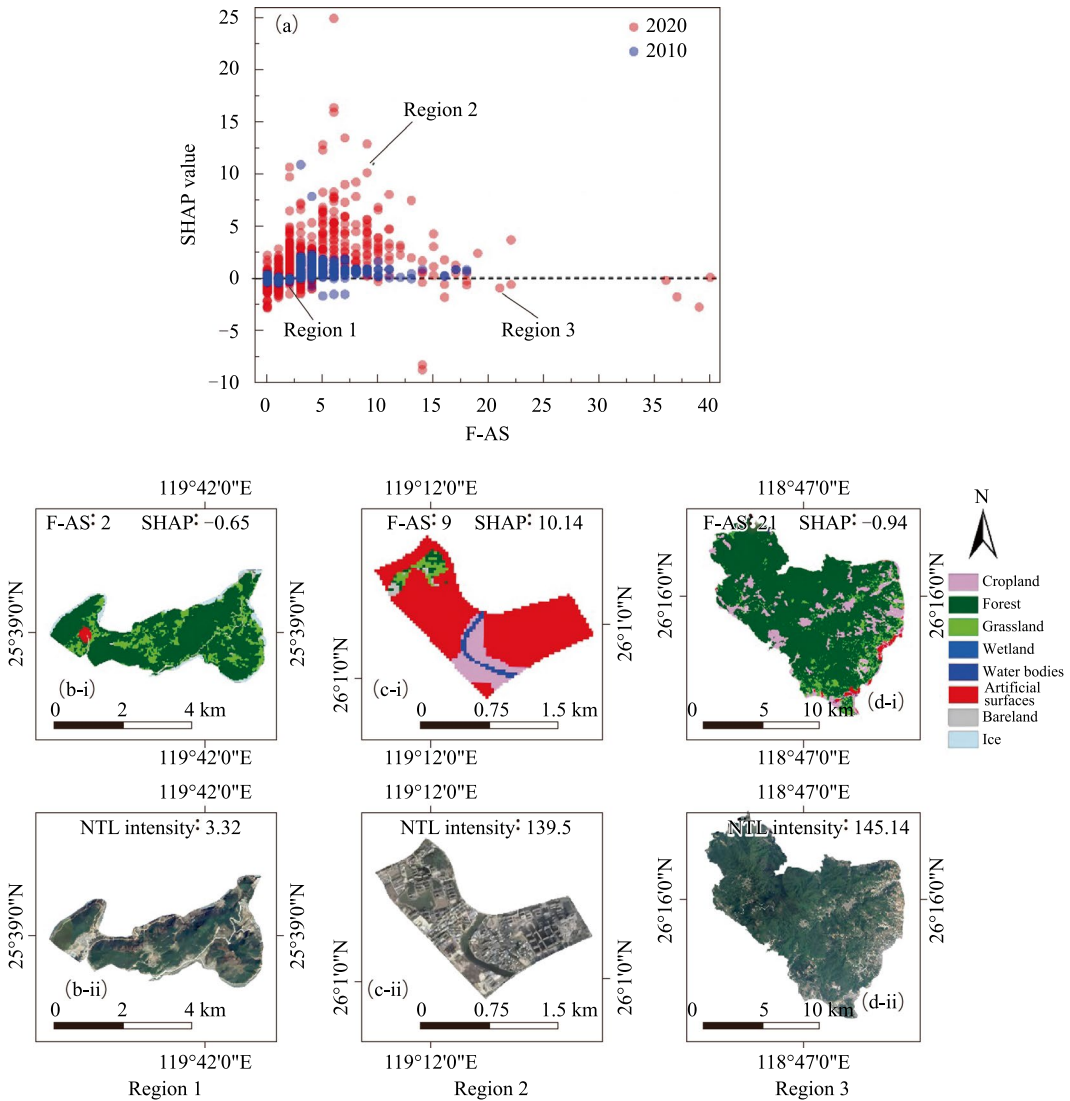 (a)
2020
2010
25
20
15
10
5
0
−5
−10
SHAP value
Region 2
Region 1
Region 3
0 5 10 15 20 25 30 35 40
F-AS
119°42'0"E
119°12'0"E
118°47'0"E
N
F-AS: 2 SHAP: −0.65
F-AS: 9 SHAP: 10.14
F-AS: 21 SHAP: −0.94
25°39'0"N
25°39'0"N
26°1'0"N
26°1'0"N
26°16'0"N
26°16'0"N
(b-i)
0 2 4 km
(c-i)
0 0.75 1.5 km
(d-i)
0 5 10 km
Cropland
Forest
Grassland
Wetland
Water bodies
Artificial
surfaces
Bareland
Ice
119°42'0"E
119°12'0"E
118°47'0"E
119°42'0"E
119°12'0"E
118°47'0"E
NTL intensity: 3.32
NTL intensity: 139.5
NTL intensity: 145.14
25°39'0"N
25°39'0"N
26°1'0"N
26°1'0"N
26°16'0"N
26°16'0"N
(b-ii)
0 2 4 km
(c-ii)
0 0.75 1.5 km
(d-ii)
0 5 10 km
119°42'0"E
119°12'0"E
118°47'0"E
Region 1
Region 2
Region 3